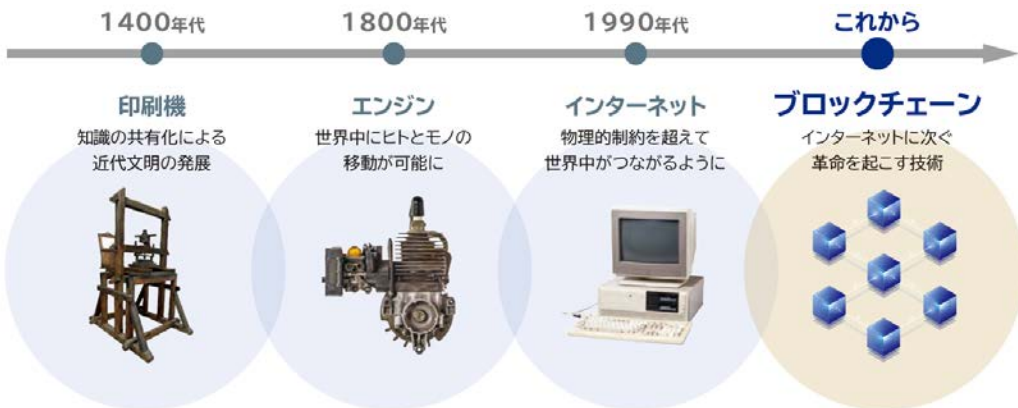 1400年代
1800年代
1990年代
これから
印刷機
知識の共有化による
近代文明の発展
エンジン
世界中にヒトとモノの
移動が可能に
インターネット
物理的制約を超えて
世界中がつながるように
ブロックチェーン
インターネットに次ぐ
革命を起こす技術